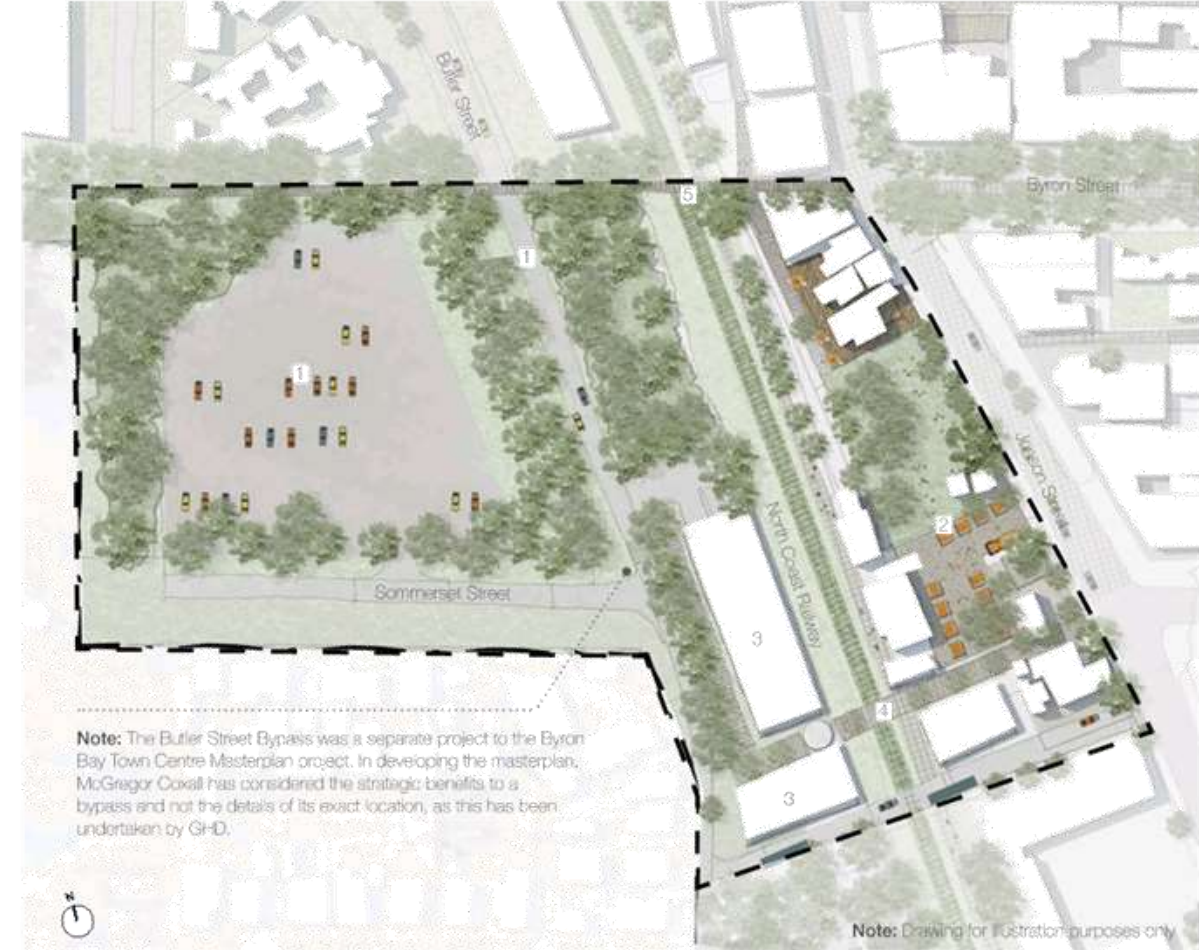 Butler Street
Byron Street
5
1
1
Jonson Street
2
North Coast Railway
Sommerset Street
3
4
3
Note: The Butler Street Bypass was a separate project to the Byron
Bay Town Centre Masterplan project. In developing the masterplan,
McGregor Coxall has considered the strategic benefits to a
bypass and not the details of its exact location, as this has been
undertaken by GHD.
N
Note: Drawing for illustration purposes only